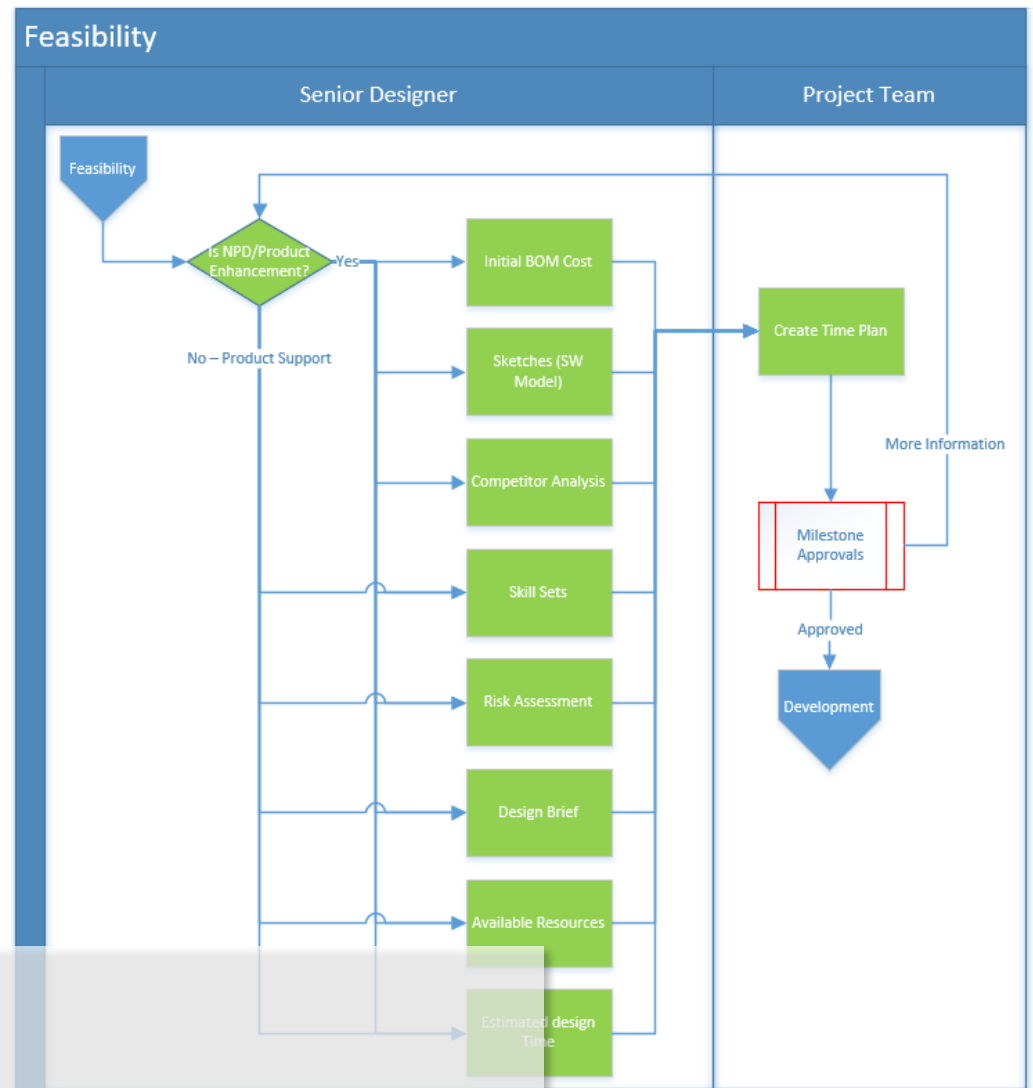 Feasibility
Senior Designer
Project Team
Feasibility
Is NPD/Product
Enhancement?
Yes
No – Product Support
Initial BOM Cost
Sketches (SW
Model)
Competitor Analysis
Skill Sets
Risk Assessment
Design Brief
Available Resources
Estimated design
Time
Create Time Plan
More Information
Milestone
Approvals
Approved
Development